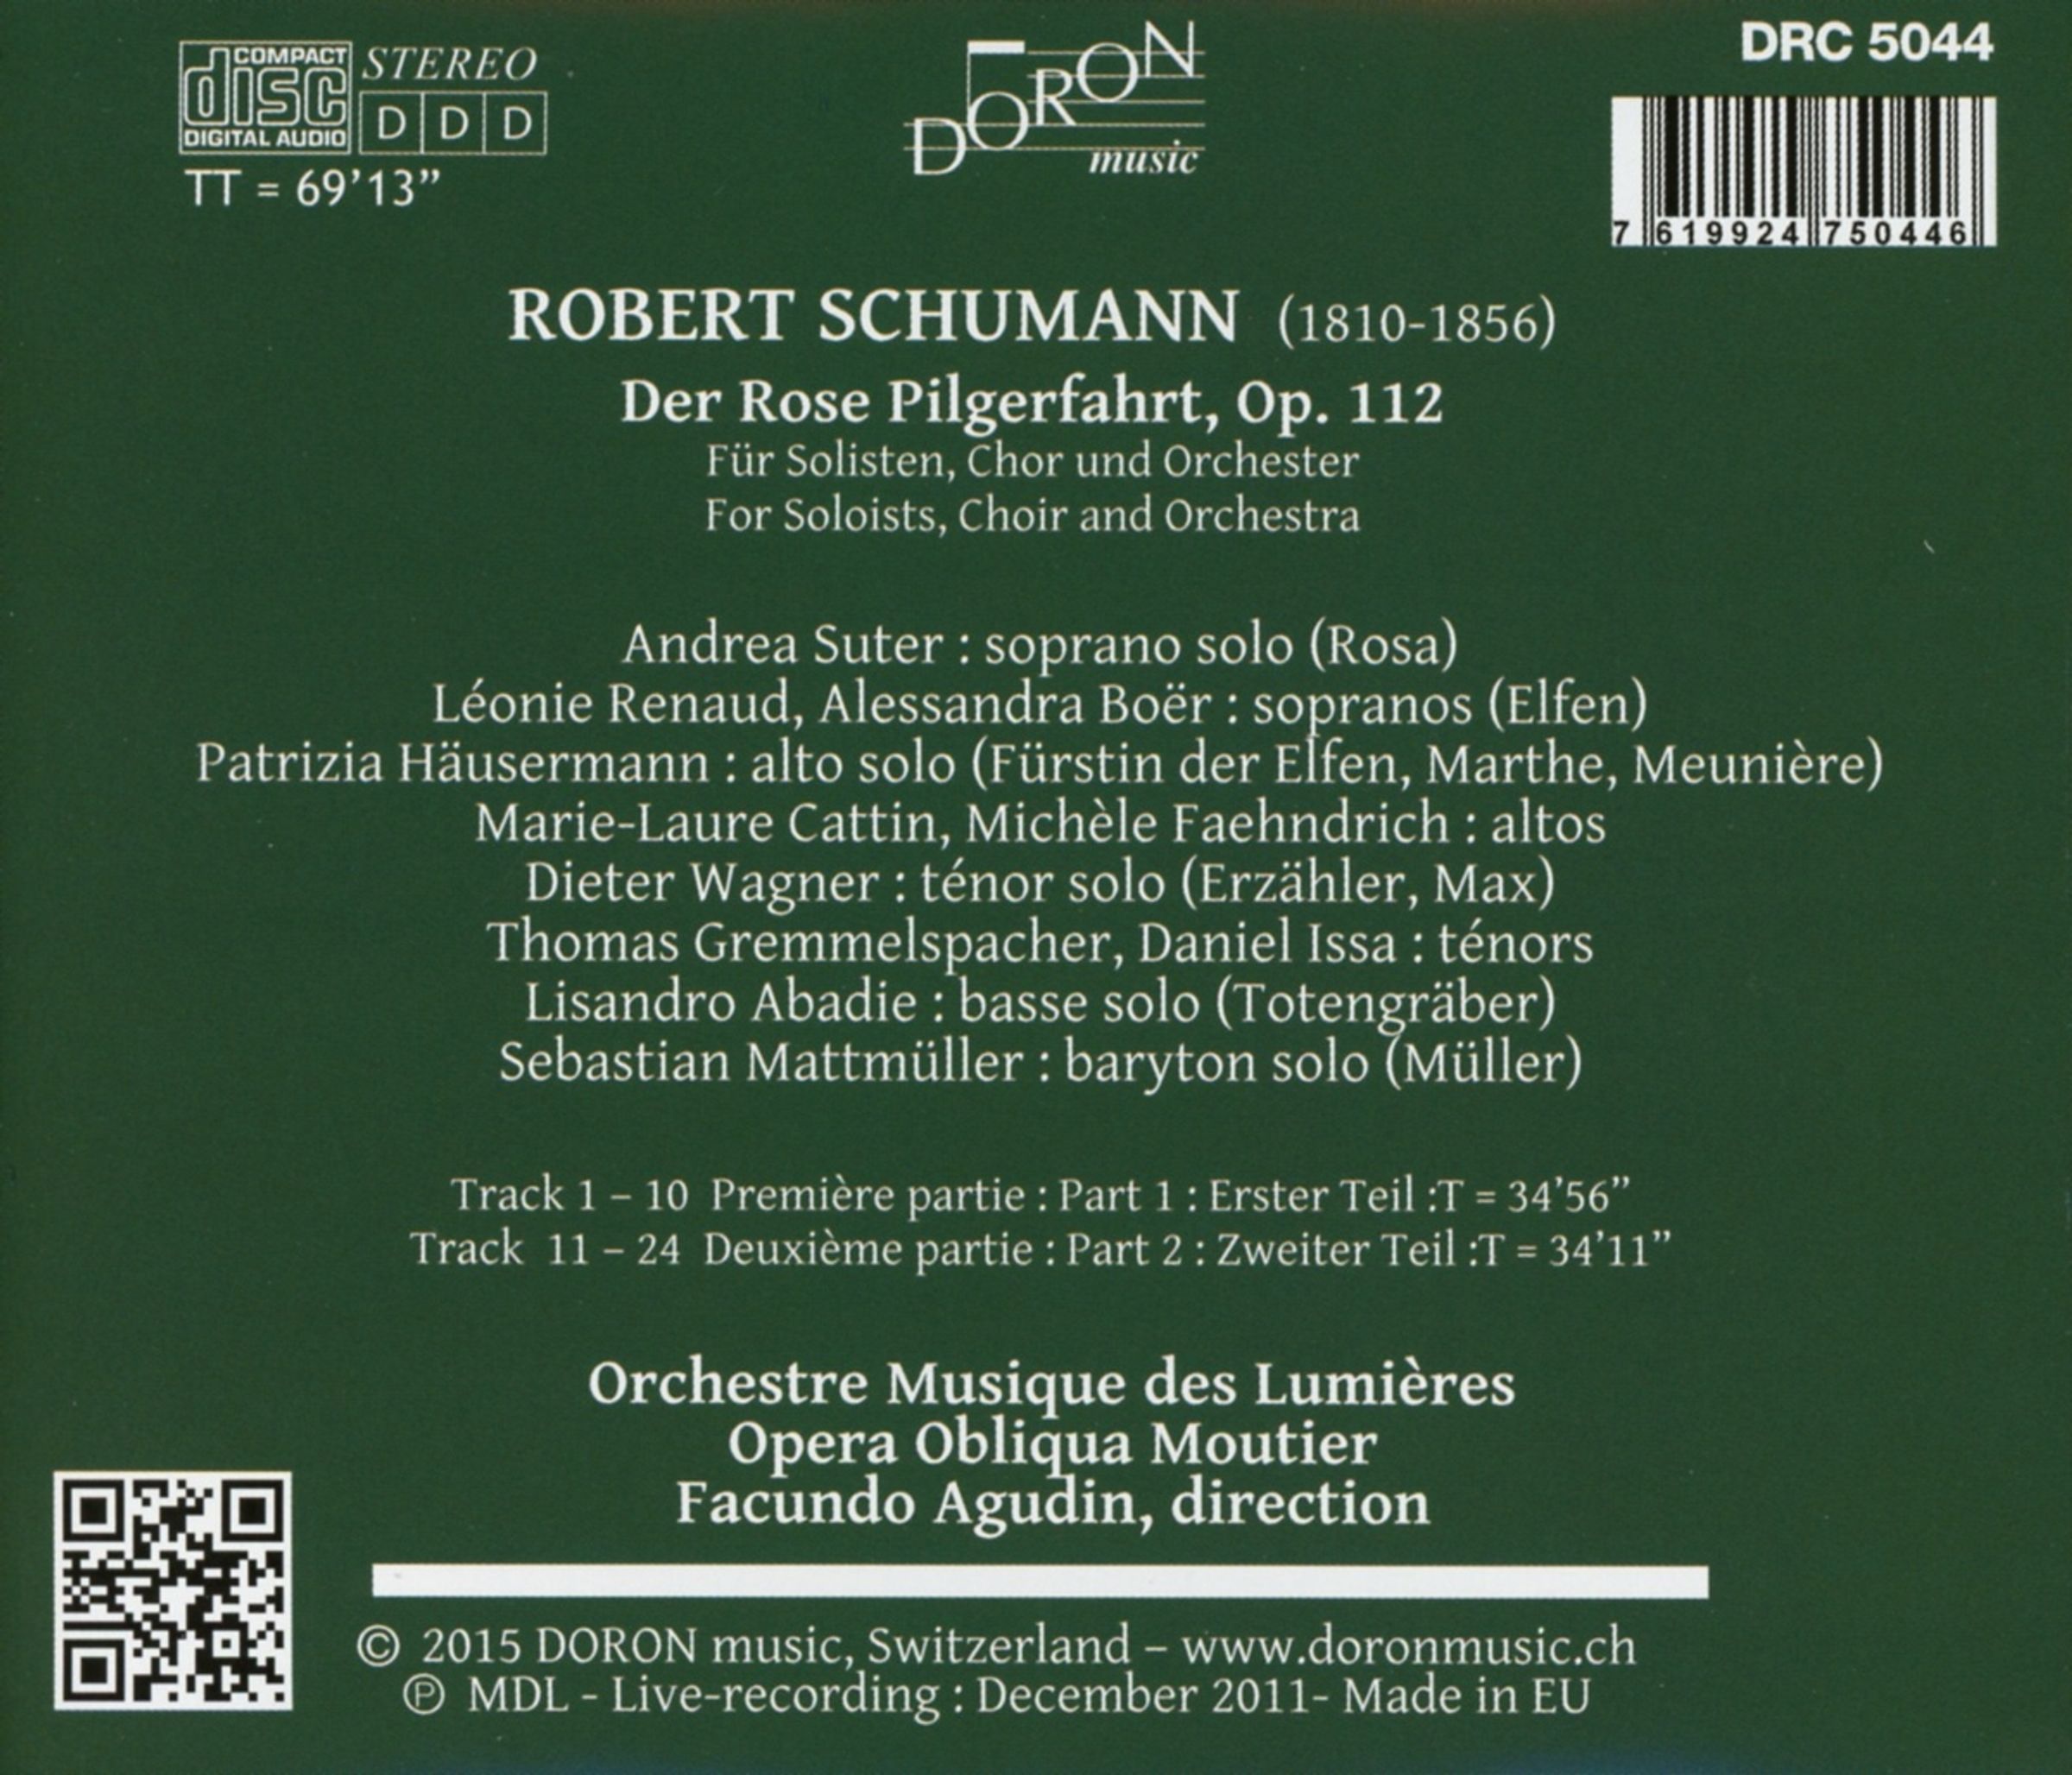 COMPACT
disc
DIGITAL AUDIO
STEREO
D D D
TT = 69’13”
DORON
music
DRC 5044
7 619924 750446
ROBERT SCHUMANN (1810-1856)
Der Rose Pilgerfahrt, Op. 112
Für Solisten, Chor und Orchester
For Soloists, Choir and Orchestra
Andrea Suter : soprano solo (Rosa)
Léonie Renaud, Alessandra Boër : sopranos (Elfen)
Patrizia Häusermann : alto solo (Fürstin der Elfen, Marthe, Meunière)
Marie-Laure Cattin, Michèle Faehndrich : altos
Dieter Wagner : ténor solo (Erzähler, Max)
Thomas Gremmelspacher, Daniel Issa : ténors
Lisandro Abadie : basse solo (Totengräber)
Sebastian Mattmüller : baryton solo (Müller)
Track 1 – 10 Première partie : Part 1 : Erster Teil :T = 34’56”
Track 11 – 24 Deuxième partie : Part 2 : Zweiter Teil :T = 34’11”
Orchestre Musique des Lumières
Opera Obliqua Moutier
Facundo Agudin, direction
© 2015 DORON music, Switzerland – www.doronmusic.ch
℗ MDL - Live-recording : December 2011- Made in EU